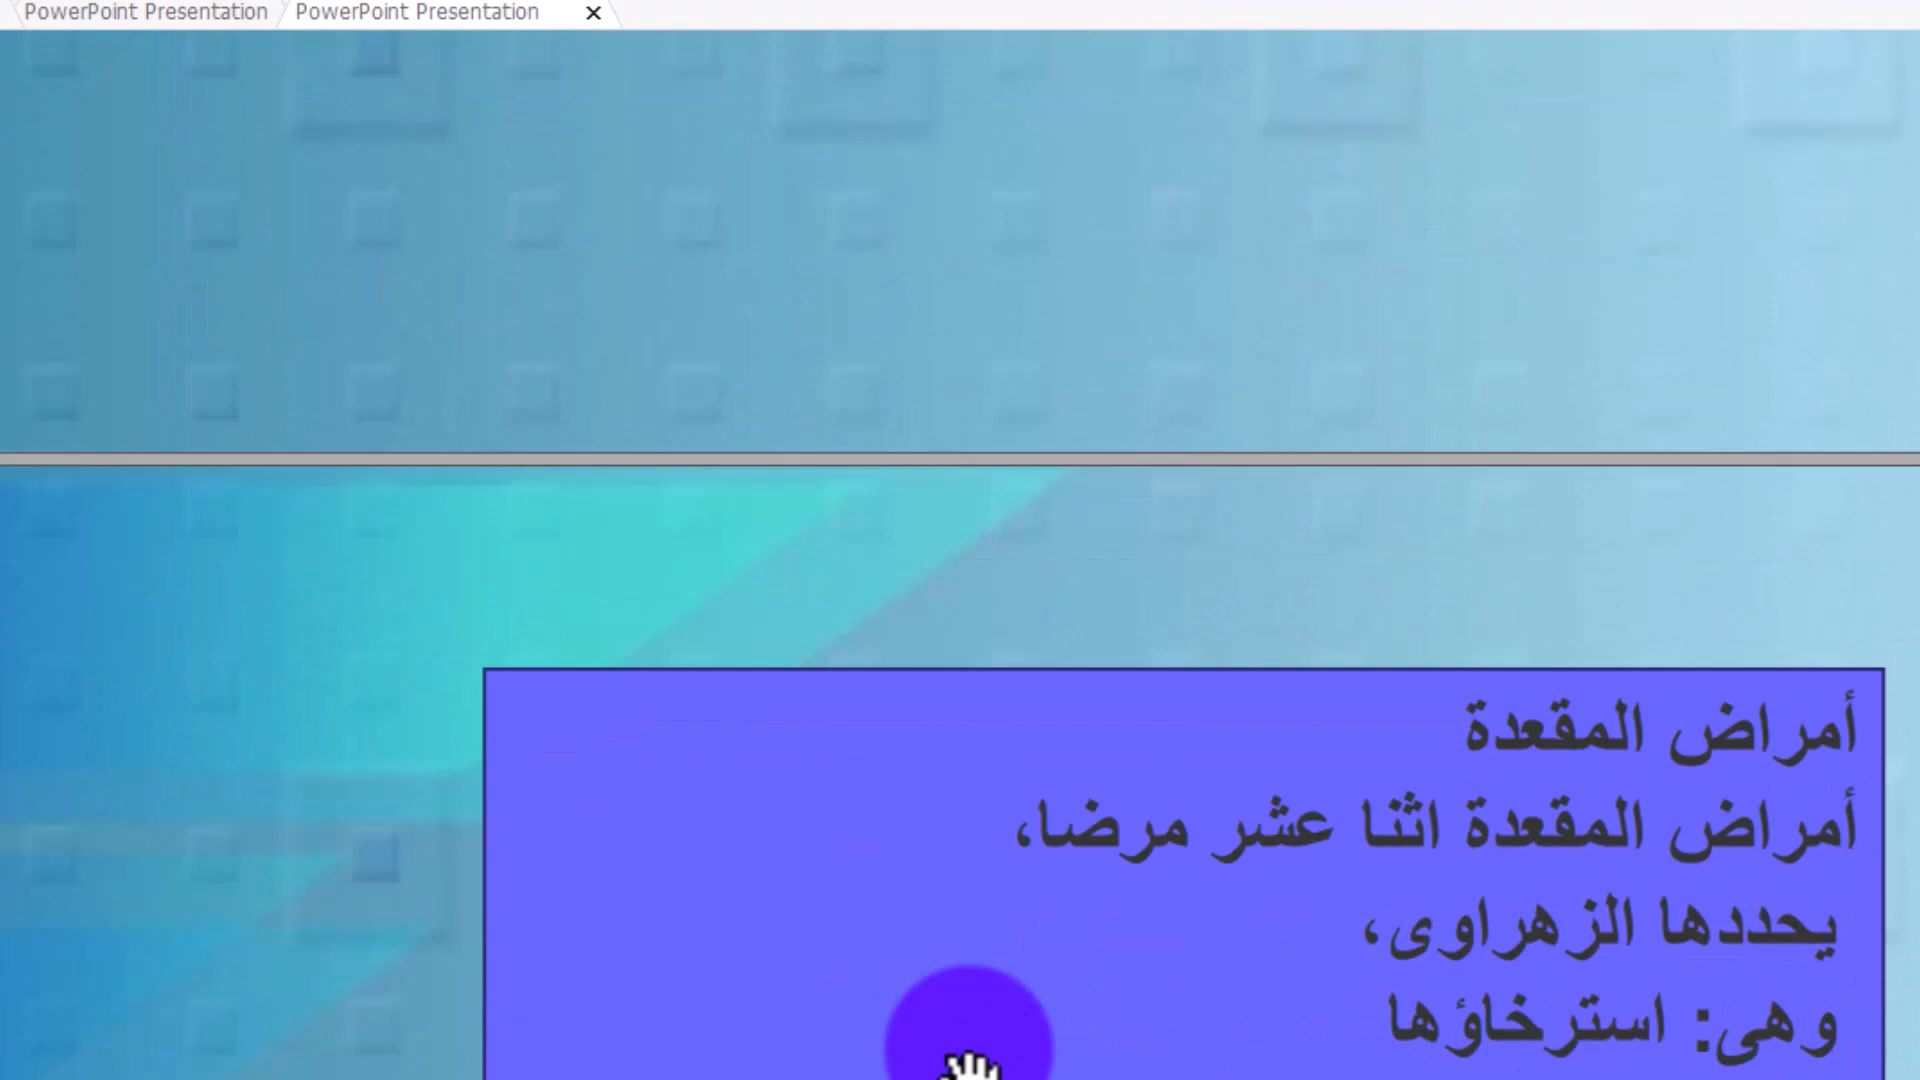 PowerPoint Presentation
PowerPoint Presentation
أمراض المقعدة
أمراض المقعدة اثنا عشر مرضا،
يحددها الزهراوى،
وهى: استرخاؤها